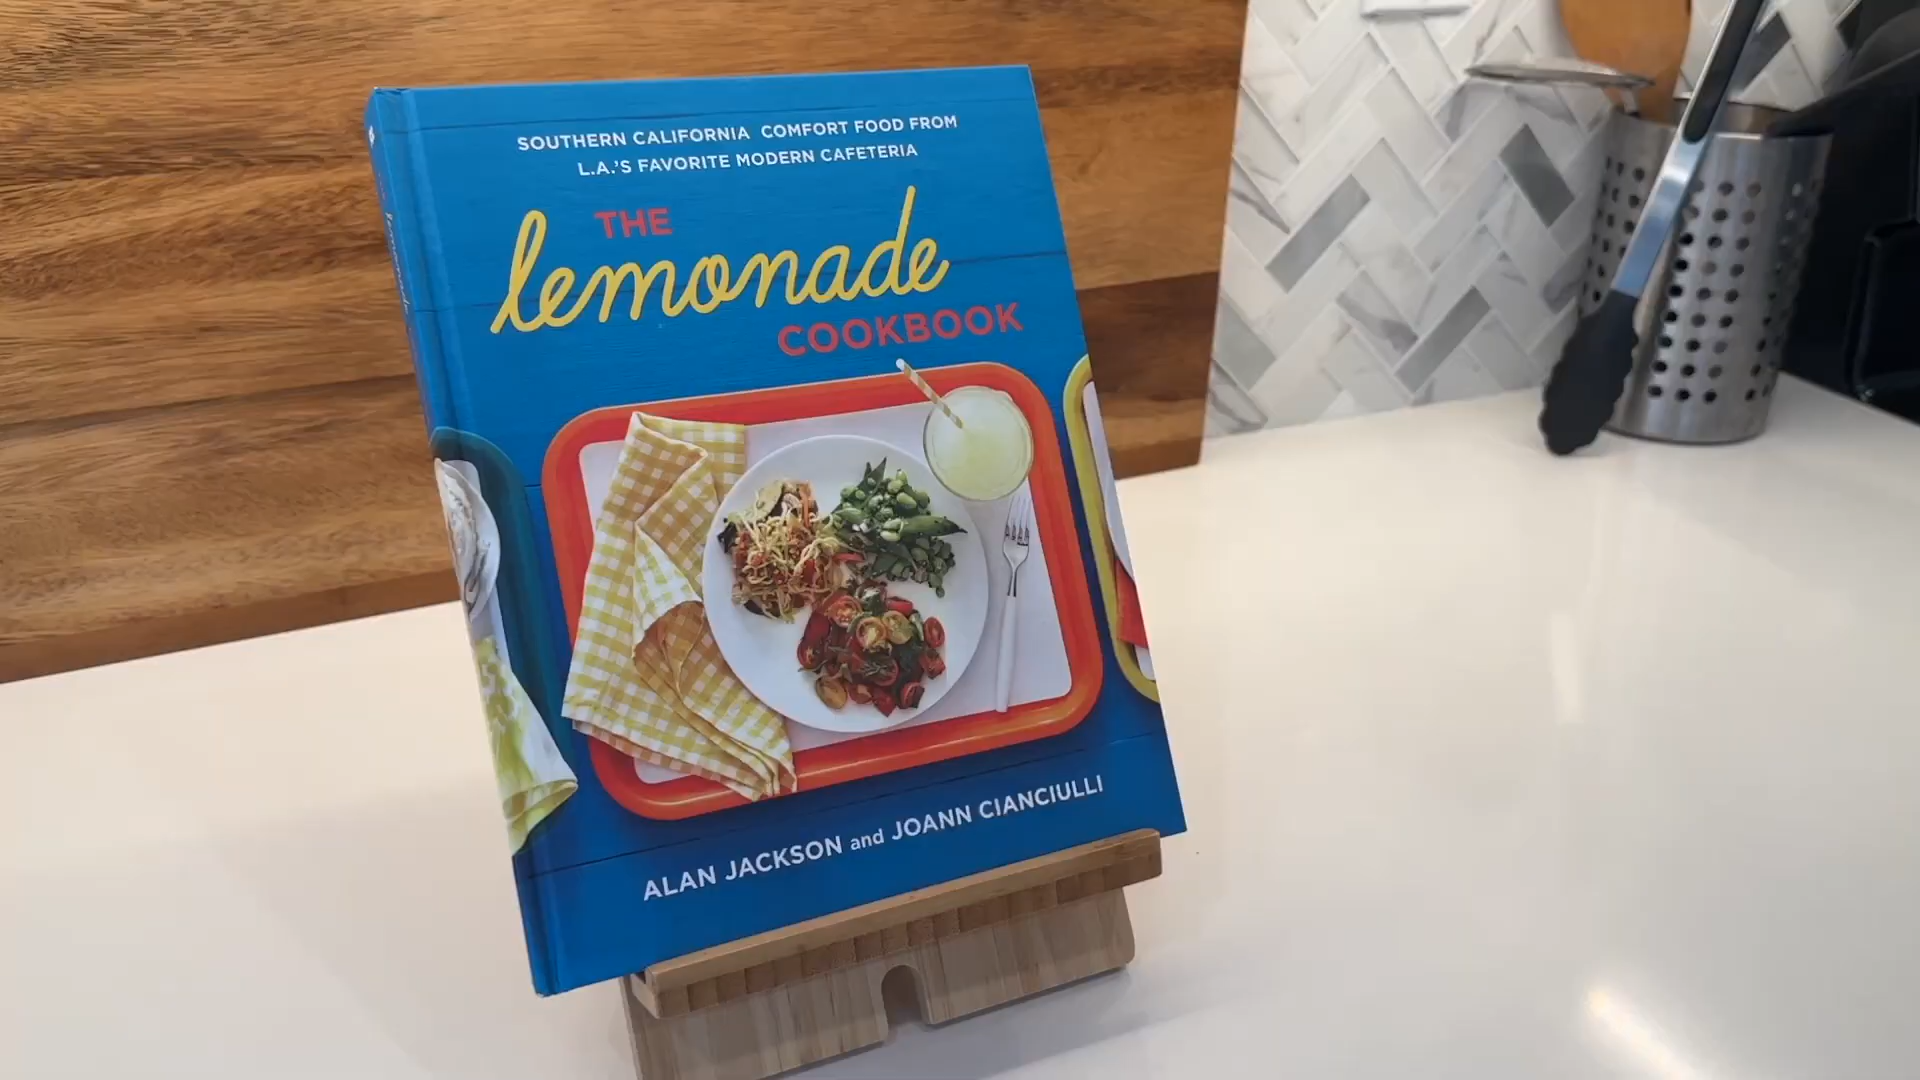 SOUTHERN CALIFORNIA COMFORT FOOD FROM
L.A.'S FAVORITE MODERN CAFETERIA
THE
lemonade
COOKBOOK
ALAN JACKSON and JOANN CIANCIULLI